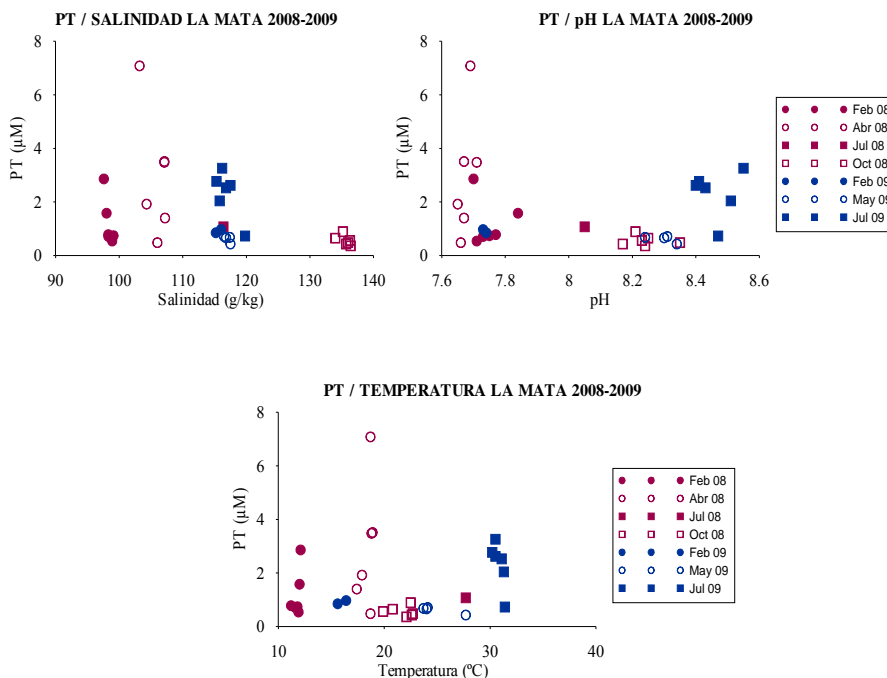 PT / SALINIDAD LA MATA 2008-2009
PT (µM)
8
6
4
2
0
90 100 110 120 130 140
Salinidad (g/kg)
PT / pH LA MATA 2008-2009
PT (µM)
8
6
4
2
0
7.6 7.8 8 8.2 8.4 8.6
pH
Feb 08
Abr 08
Jul 08
Oct 08
Feb 09
May 09
Jul 09
PT / TEMPERATURA LA MATA 2008-2009
PT (µM)
8
6
4
2
0
10 20 30 40
Temperatura (ºC)
Feb 08
Abr 08
Jul 08
Oct 08
Feb 09
May 09
Jul 09